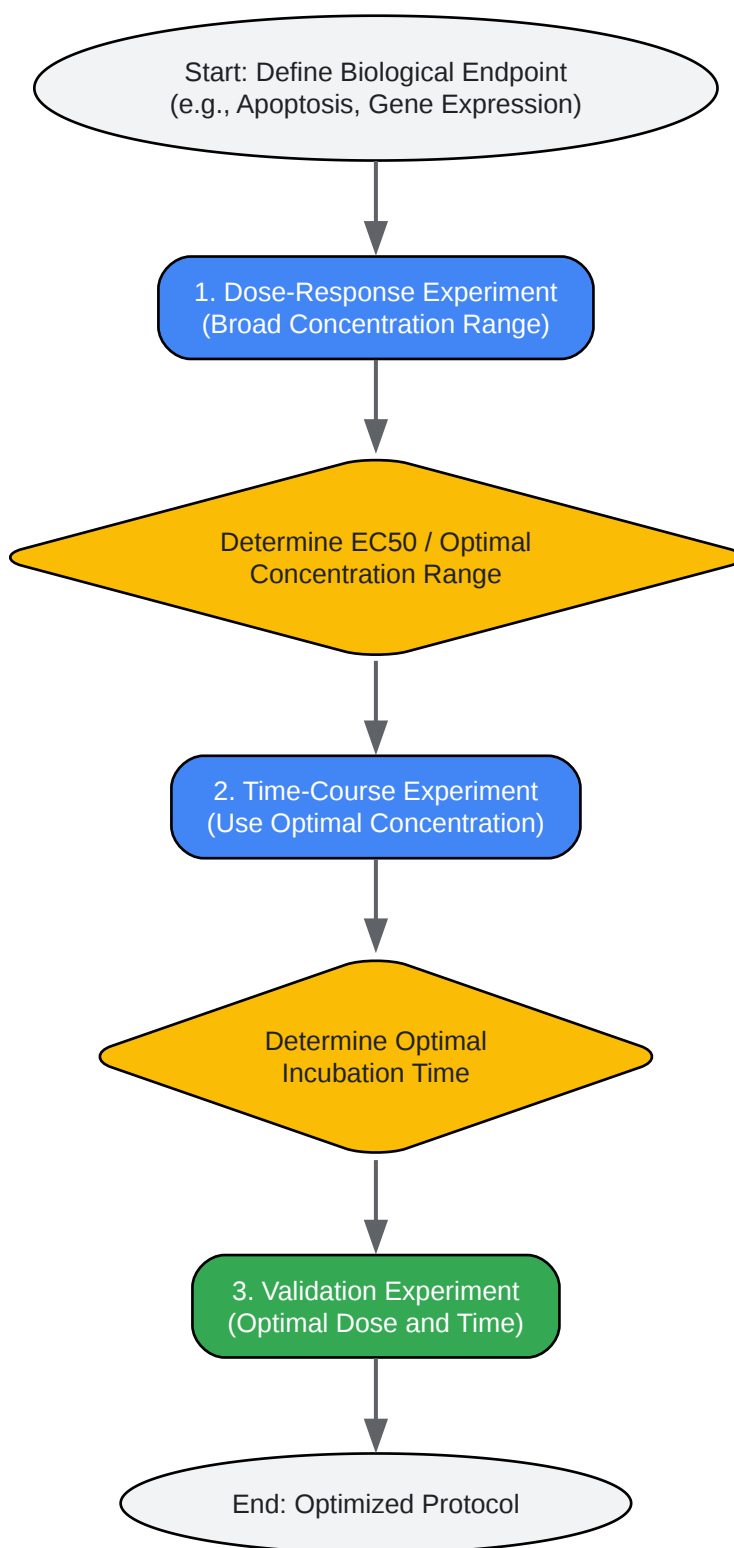 Start: Define Biological Endpoint
(e.g., Apoptosis, Gene Expression)
1. Dose-Response Experiment
(Broad Concentration Range)
Determine EC50 / Optimal
Concentration Range
2. Time-Course Experiment
(Use Optimal Concentration)
Determine Optimal
Incubation Time
3. Validation Experiment
(Optimal Dose and Time)
End: Optimized Protocol